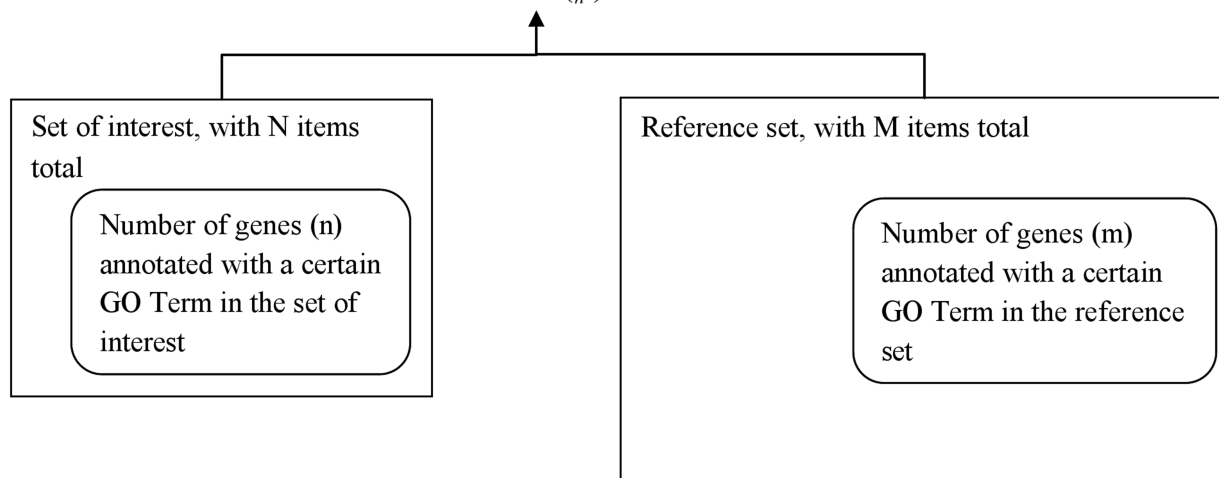 Set of interest, with N items
total
Number of genes (n)
annotated with a certain
GO Term in the set of
interest
Reference set, with M items total
Number of genes (m)
annotated with a certain
GO Term in the reference
set